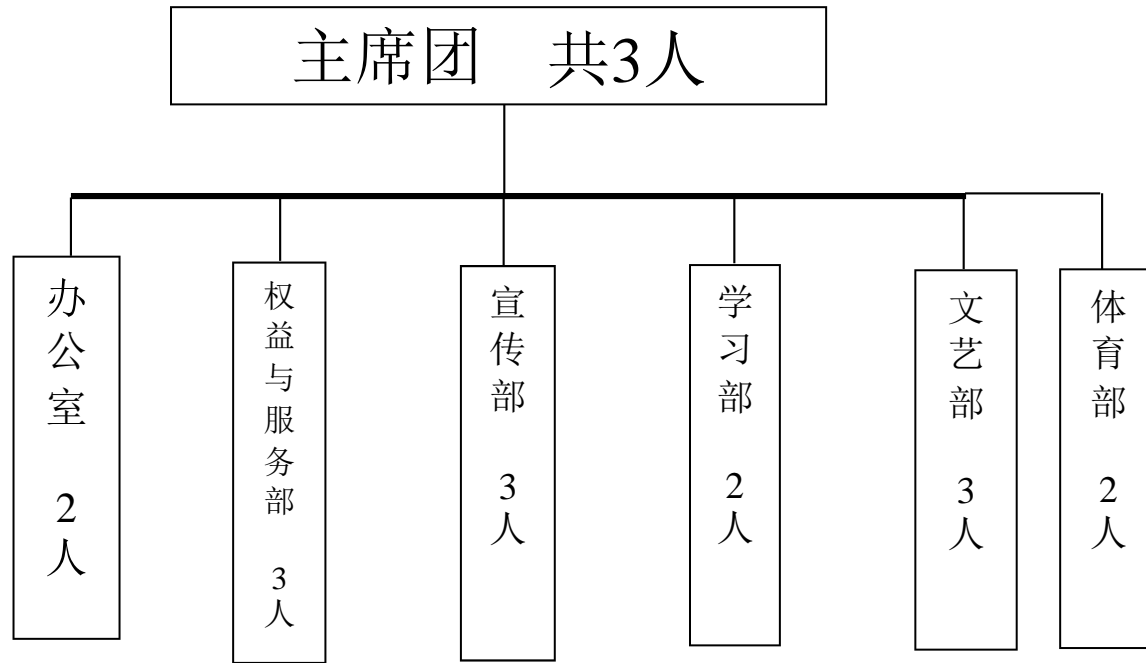 主席团　共3人
办公室　2人
权益与服务部　3人
宣传部　3人
学习部　2人
文艺部　3人
体育部　2人